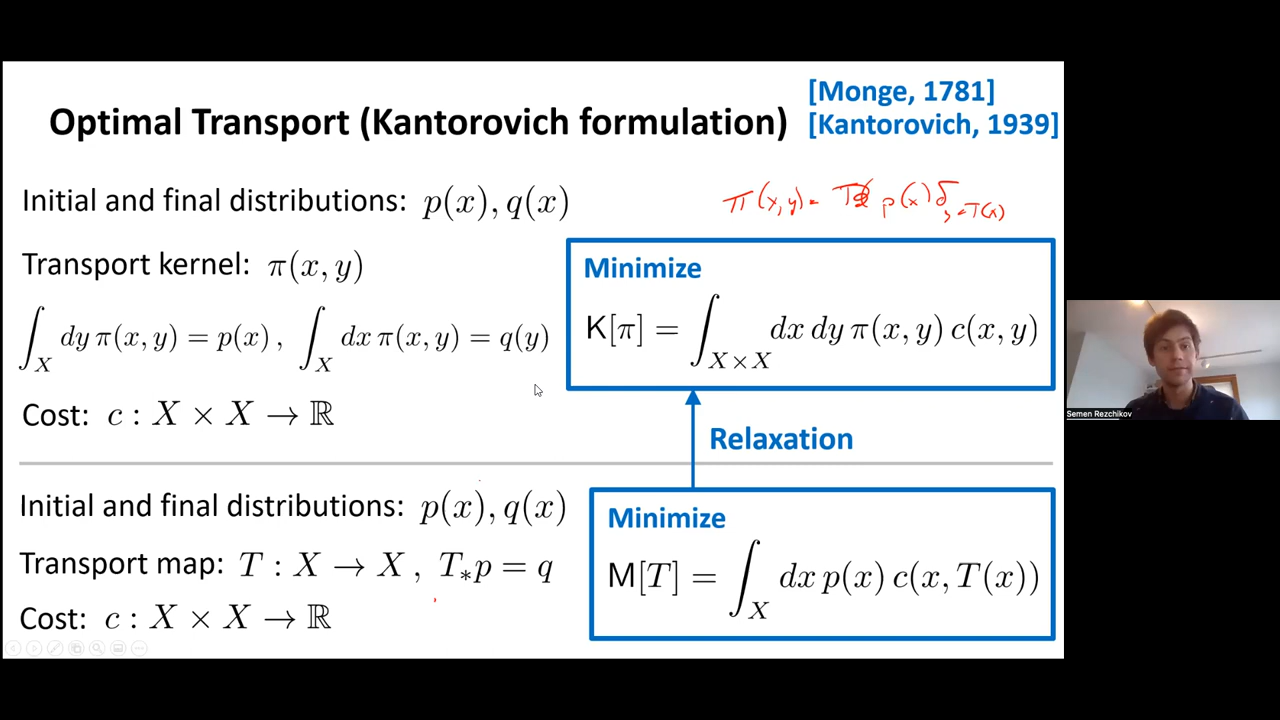 Optimal Transport (Kantorovich formulation)
[Monge, 1781]
[Kantorovich, 1939]
Initial and final distributions: p(x), q(x)
π(x,y) = p(x) δ_{y=T(x)}
Transport kernel: π(x, y)
∫_X dy π(x, y) = p(x) , ∫_X dx π(x, y) = q(y)
Cost: c : X × X → ℝ
Minimize
K[π] = ∫_{X×X} dx dy π(x, y) c(x, y)
Relaxation
Initial and final distributions: p(x), q(x)
Transport map: T : X → X , T_*p = q
Cost: c : X × X → ℝ
Minimize
M[T] = ∫_X dx p(x) c(x, T(x))
Semen Rezchikov